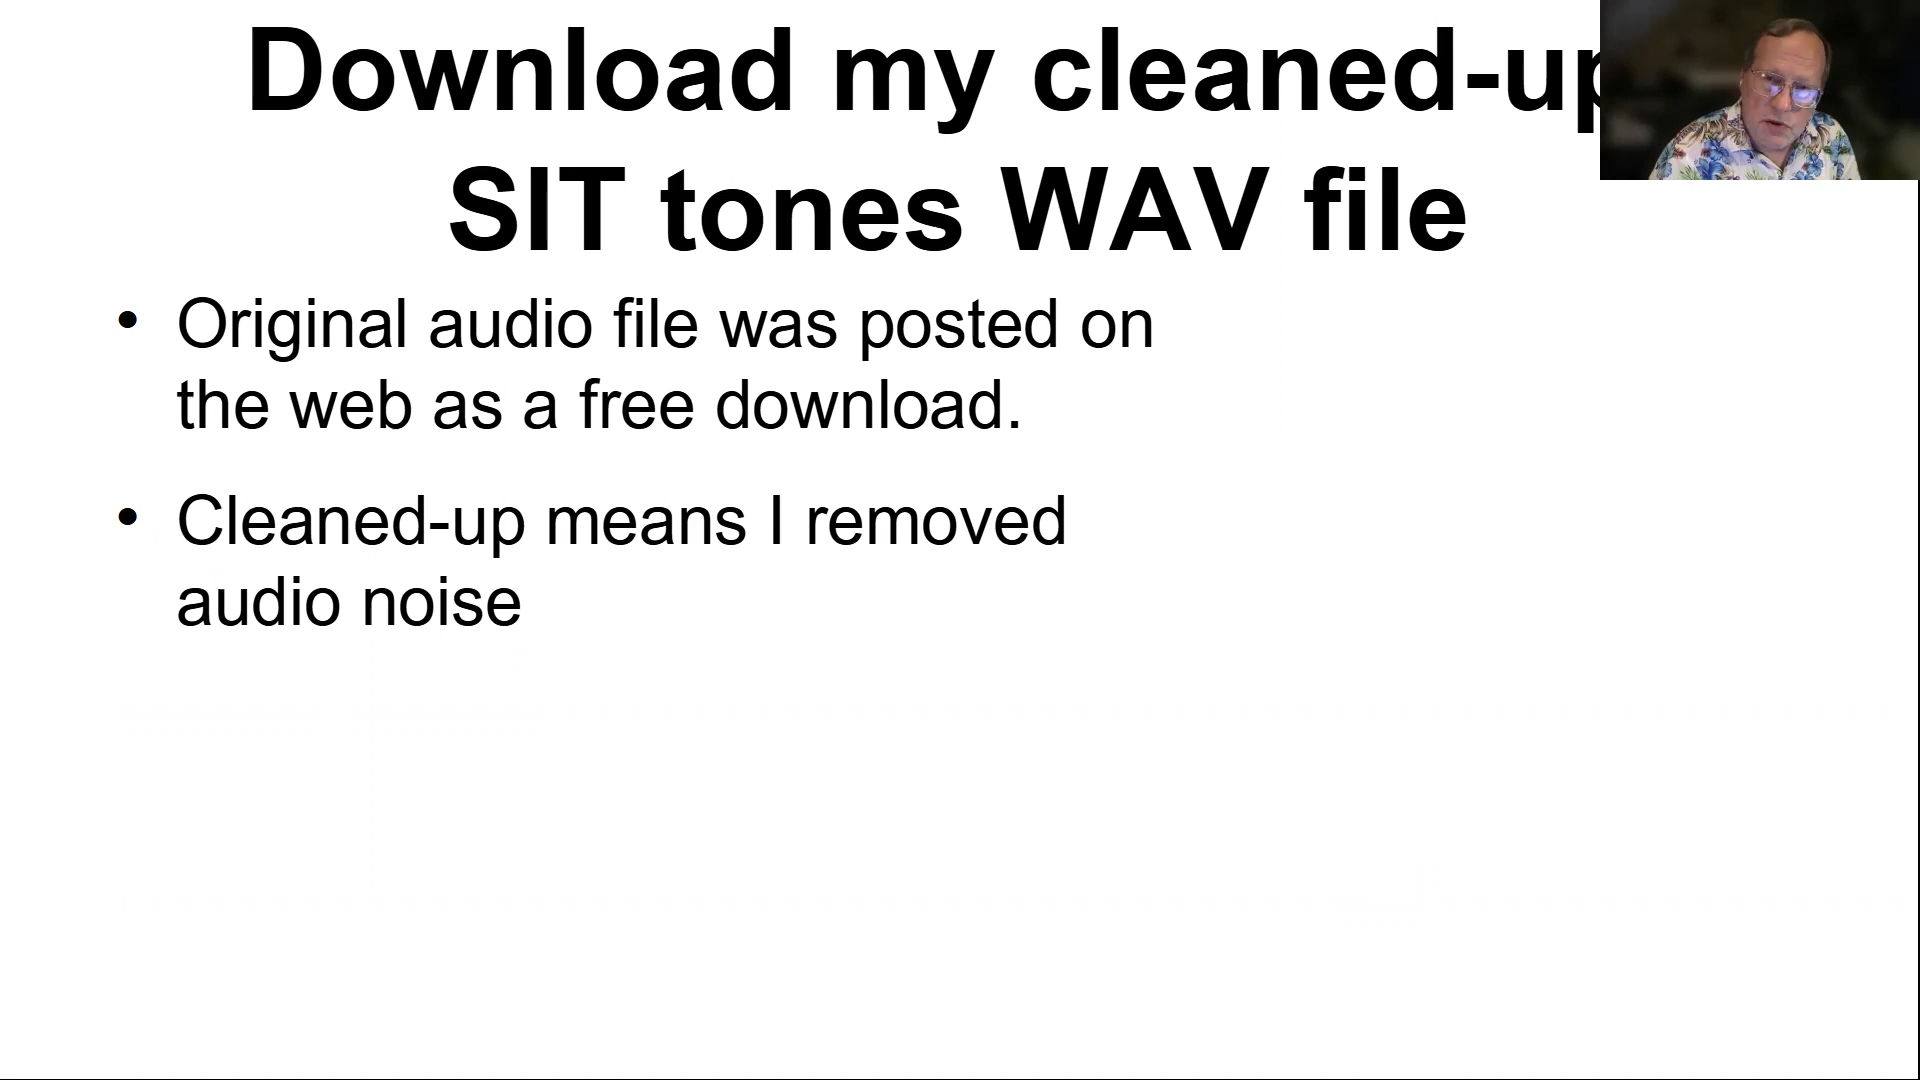 Download my cleaned-up
SIT tones WAV file
• Original audio file was posted on
the web as a free download.
• Cleaned-up means I removed
audio noise